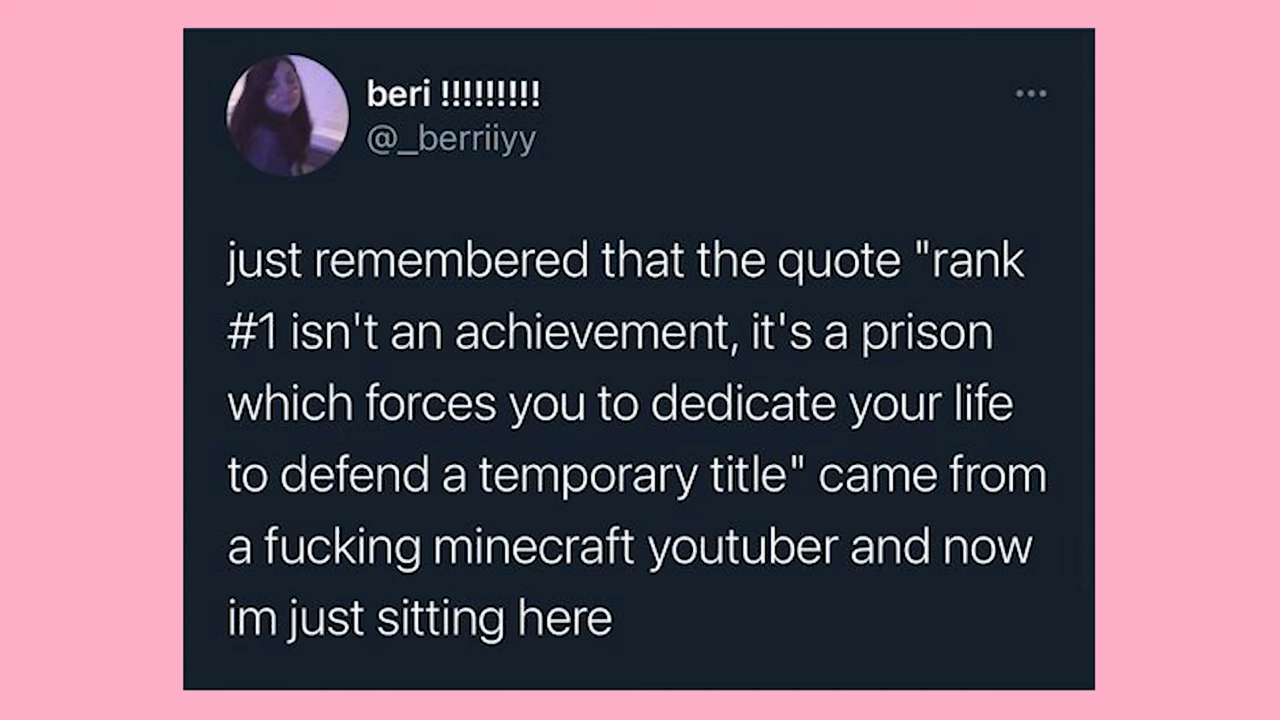 beri !!!!!!!!!
@_berriiyy
just remembered that the quote "rank
#1 isn't an achievement, it's a prison
which forces you to dedicate your life
to defend a temporary title" came from
a fucking minecraft youtuber and now
im just sitting here